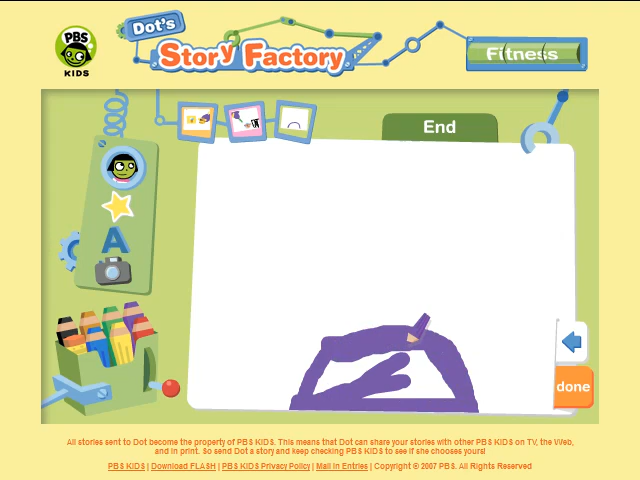 PBS
KIDS
Dot's
Story Factory
Fitness
End
A
done
All stories sent to Dot become the property of PBS KIDS. This means that Dot can share your stories with other PBS KIDS on TV, the Web,
and in print. So send Dot a story and keep checking PBS KIDS to see if she chooses yours!
PBS KIDS | Download FLASH | PBS KIDS Privacy Policy | Mail In Entries | Copyright © 2007 PBS. All Rights Reserved